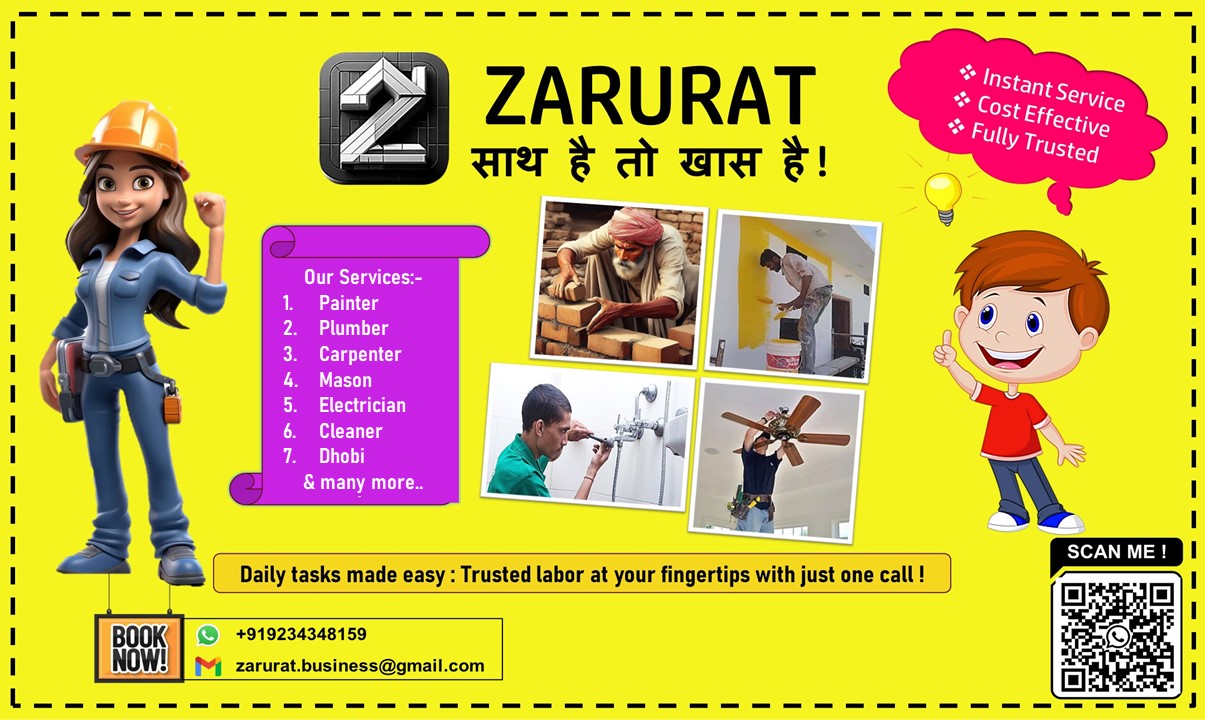 2
ZARURAT
साथ है तो खास है!
❖ Instant Service
❖ Cost Effective
❖ Fully Trusted
Our Services:-
1. Painter
2. Plumber
3. Carpenter
4. Mason
5. Electrician
6. Cleaner
7. Dhobi
& many more..
Daily tasks made easy : Trusted labor at your fingertips with just one call !
SCAN ME !
BOOK
NOW!
+919234348159
zarurat.business@gmail.com